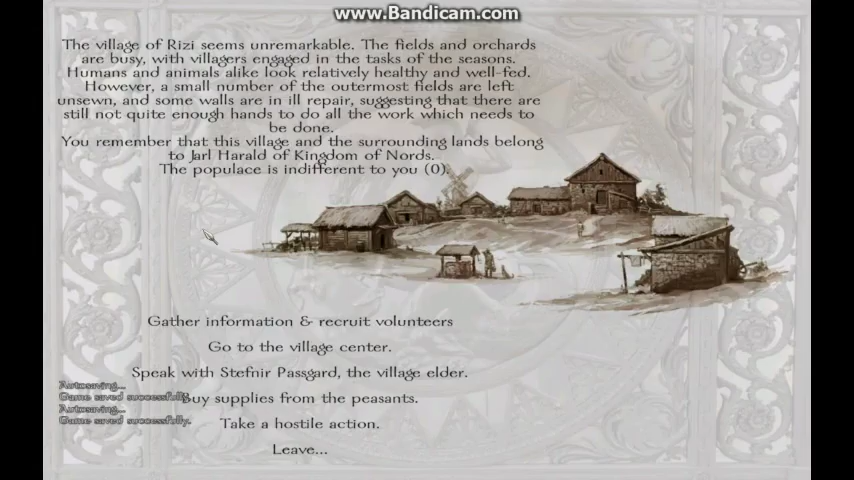 www.Bandicam.com
The village of Rizi seems unremarkable. The fields and orchards
are busy, with villagers engaged in the tasks of the seasons.
Humans and animals alike look relatively healthy and well-fed.
However, a small number of the outermost fields are left
unsewn, and some walls are in ill repair, suggesting that there are
still not quite enough hands to do all the work which needs to
be done.
You remember that this village and the surrounding lands belong
to Jarl Harald of Kingdom of Nords.
The populace is indifferent to you (0).
Gather information & recruit volunteers
Go to the village center.
Speak with Stefnir Passgard, the village elder.
Autosaving...
Game saved successfully.
Buy supplies from the peasants.
Autosaving...
Game saved successfully.
Take a hostile action.
Leave...